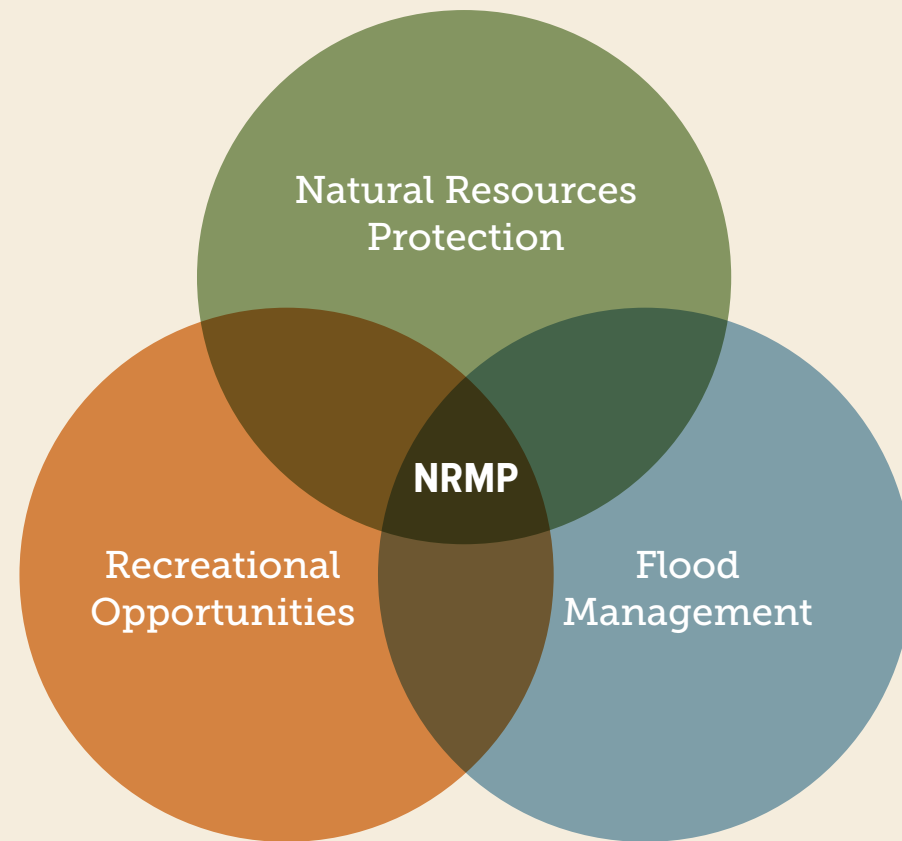 Natural Resources
Protection
NRMP
Recreational
Opportunities
Flood
Management